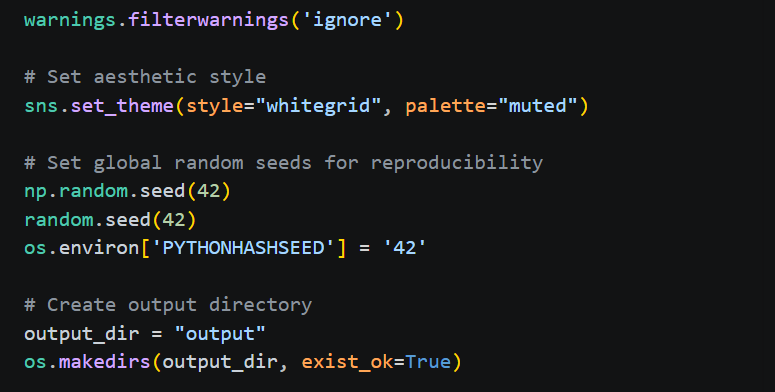 warnings.filterwarnings('ignore')
# Set aesthetic style
sns.set_theme(style="whitegrid", palette="muted")
# Set global random seeds for reproducibility
np.random.seed(42)
random.seed(42)
os.environ['PYTHONHASHSEED'] = '42'
# Create output directory
output_dir = "output"
os.makedirs(output_dir, exist_ok=True)